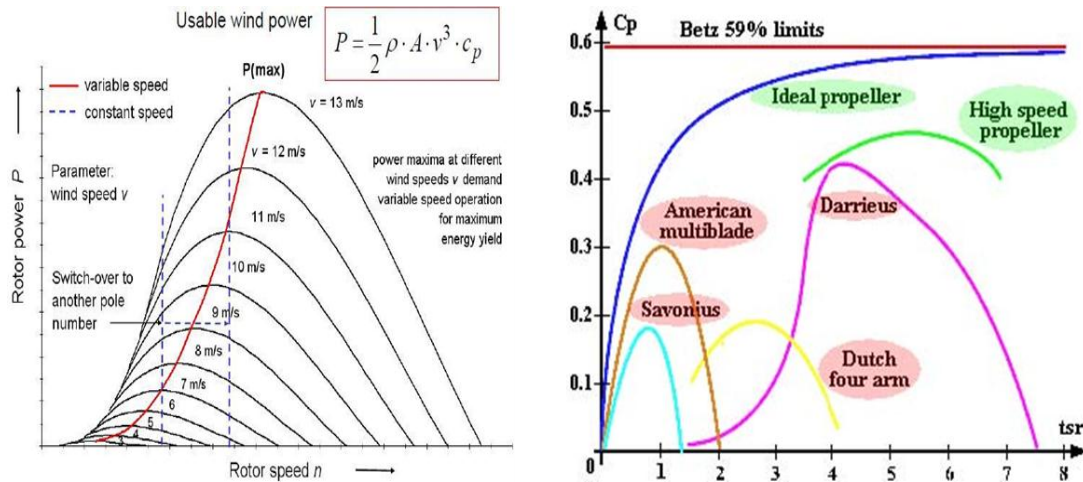 Usable wind power
P = 1/2 ρ · A · v³ · cₚ
variable speed
constant speed
P(max)
v = 13 m/s
v = 12 m/s
Parameter:
wind speed v
power maxima at different
wind speeds v demand
variable speed operation
for maximum
energy yield
11 m/s
Switch-over to
another pole
number
10 m/s
9 m/s
8 m/s
7 m/s
6
5
4
Rotor power P
Rotor speed n
Cp
Betz 59% limits
0.6
Ideal propeller
0.5
High speed
propeller
0.4
American
multiblade
Darrieus
0.3
Savonius
0.2
Dutch
four arm
0.1
tsr
0
1
2
3
4
5
6
7
8